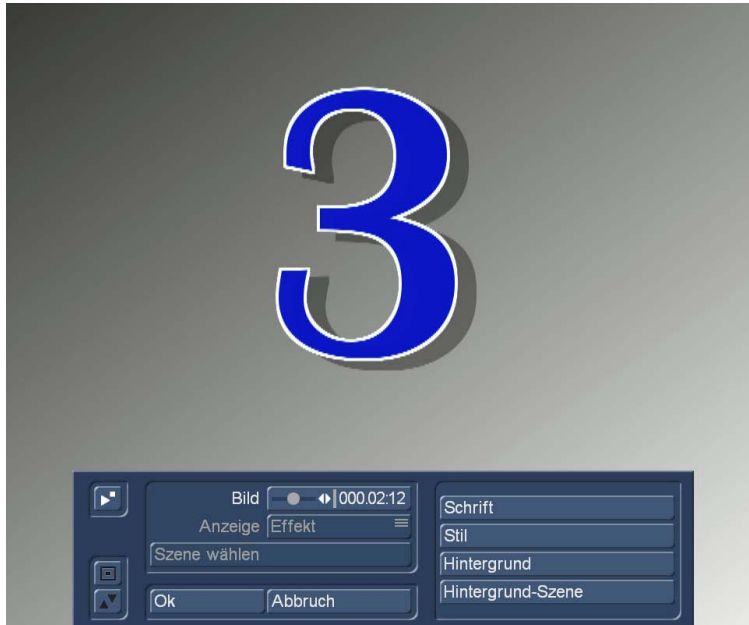 3
Bild 000.02:12
Anzeige Effekt
Szene wählen
Ok Abbruch
Schrift
Stil
Hintergrund
Hintergrund-Szene